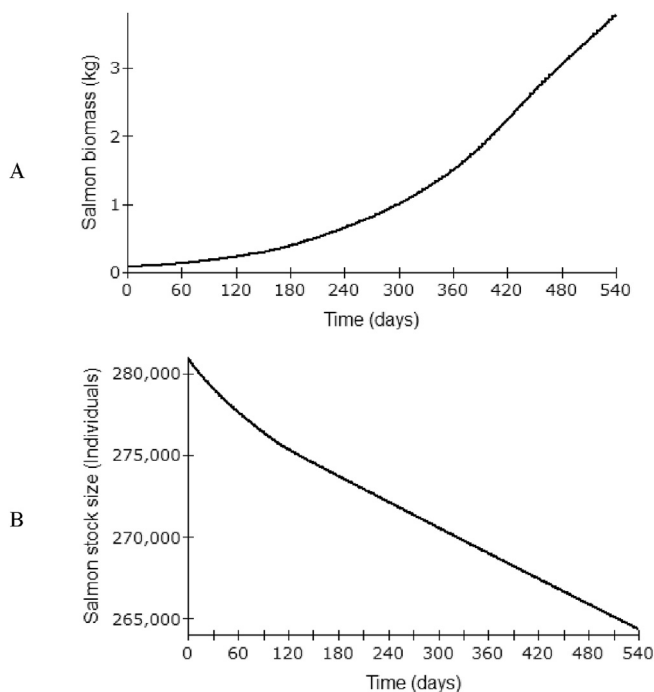 A
Salmon biomass (kg)
3
2
1
0
0 60 120 180 240 300 360 420 480 540
Time (days)
B
Salmon stock size (Individuals)
280,000
275,000
270,000
265,000
0 60 120 180 240 300 360 420 480 540
Time (days)